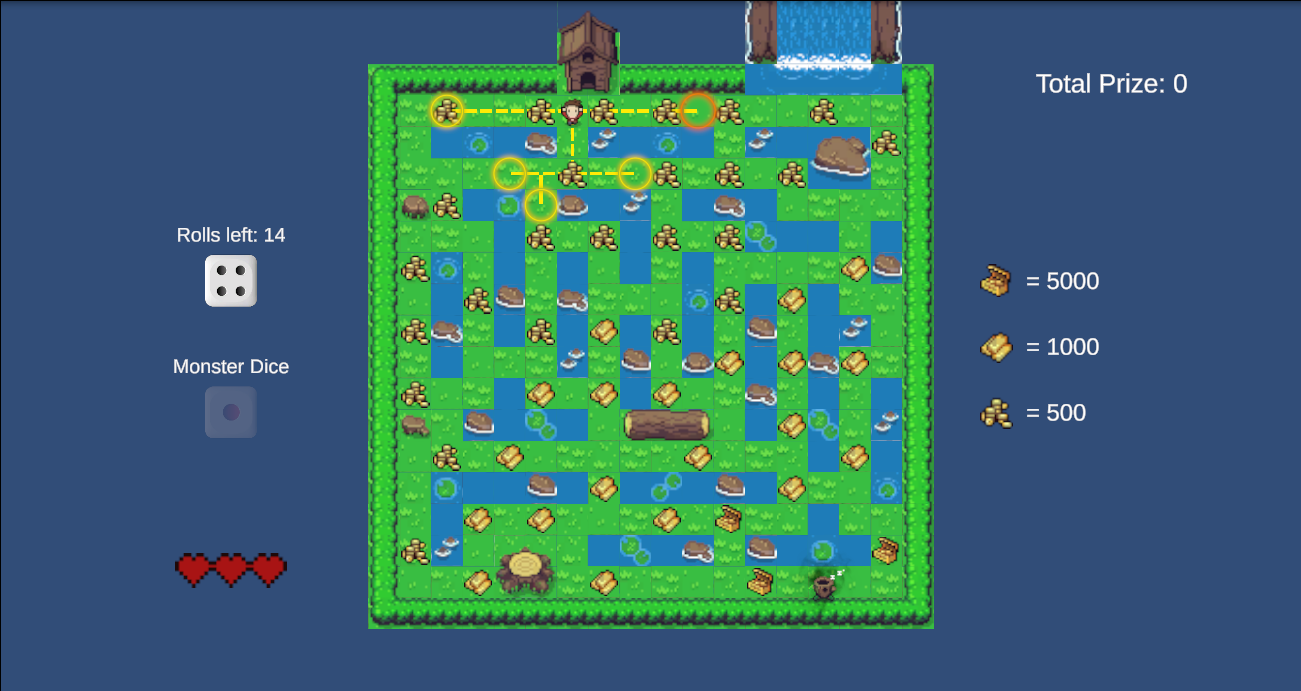 Total Prize: 0
Rolls left: 14
= 5000
= 1000
Monster Dice
= 500